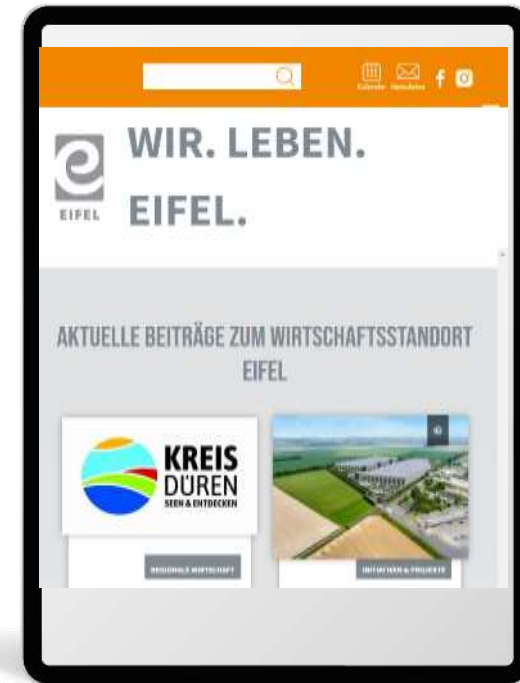 Kalender Newsletter
WIR. LEBEN.
EIFEL.
EIFEL
AKTUELLE BEITRÄGE ZUM WIRTSCHAFTSSTANDORT
EIFEL
KREIS
DÜREN
SEEN & ENTDECKEN
REGIONALE WIRTSCHAFT
INITIATIVEN & PROJEKTE